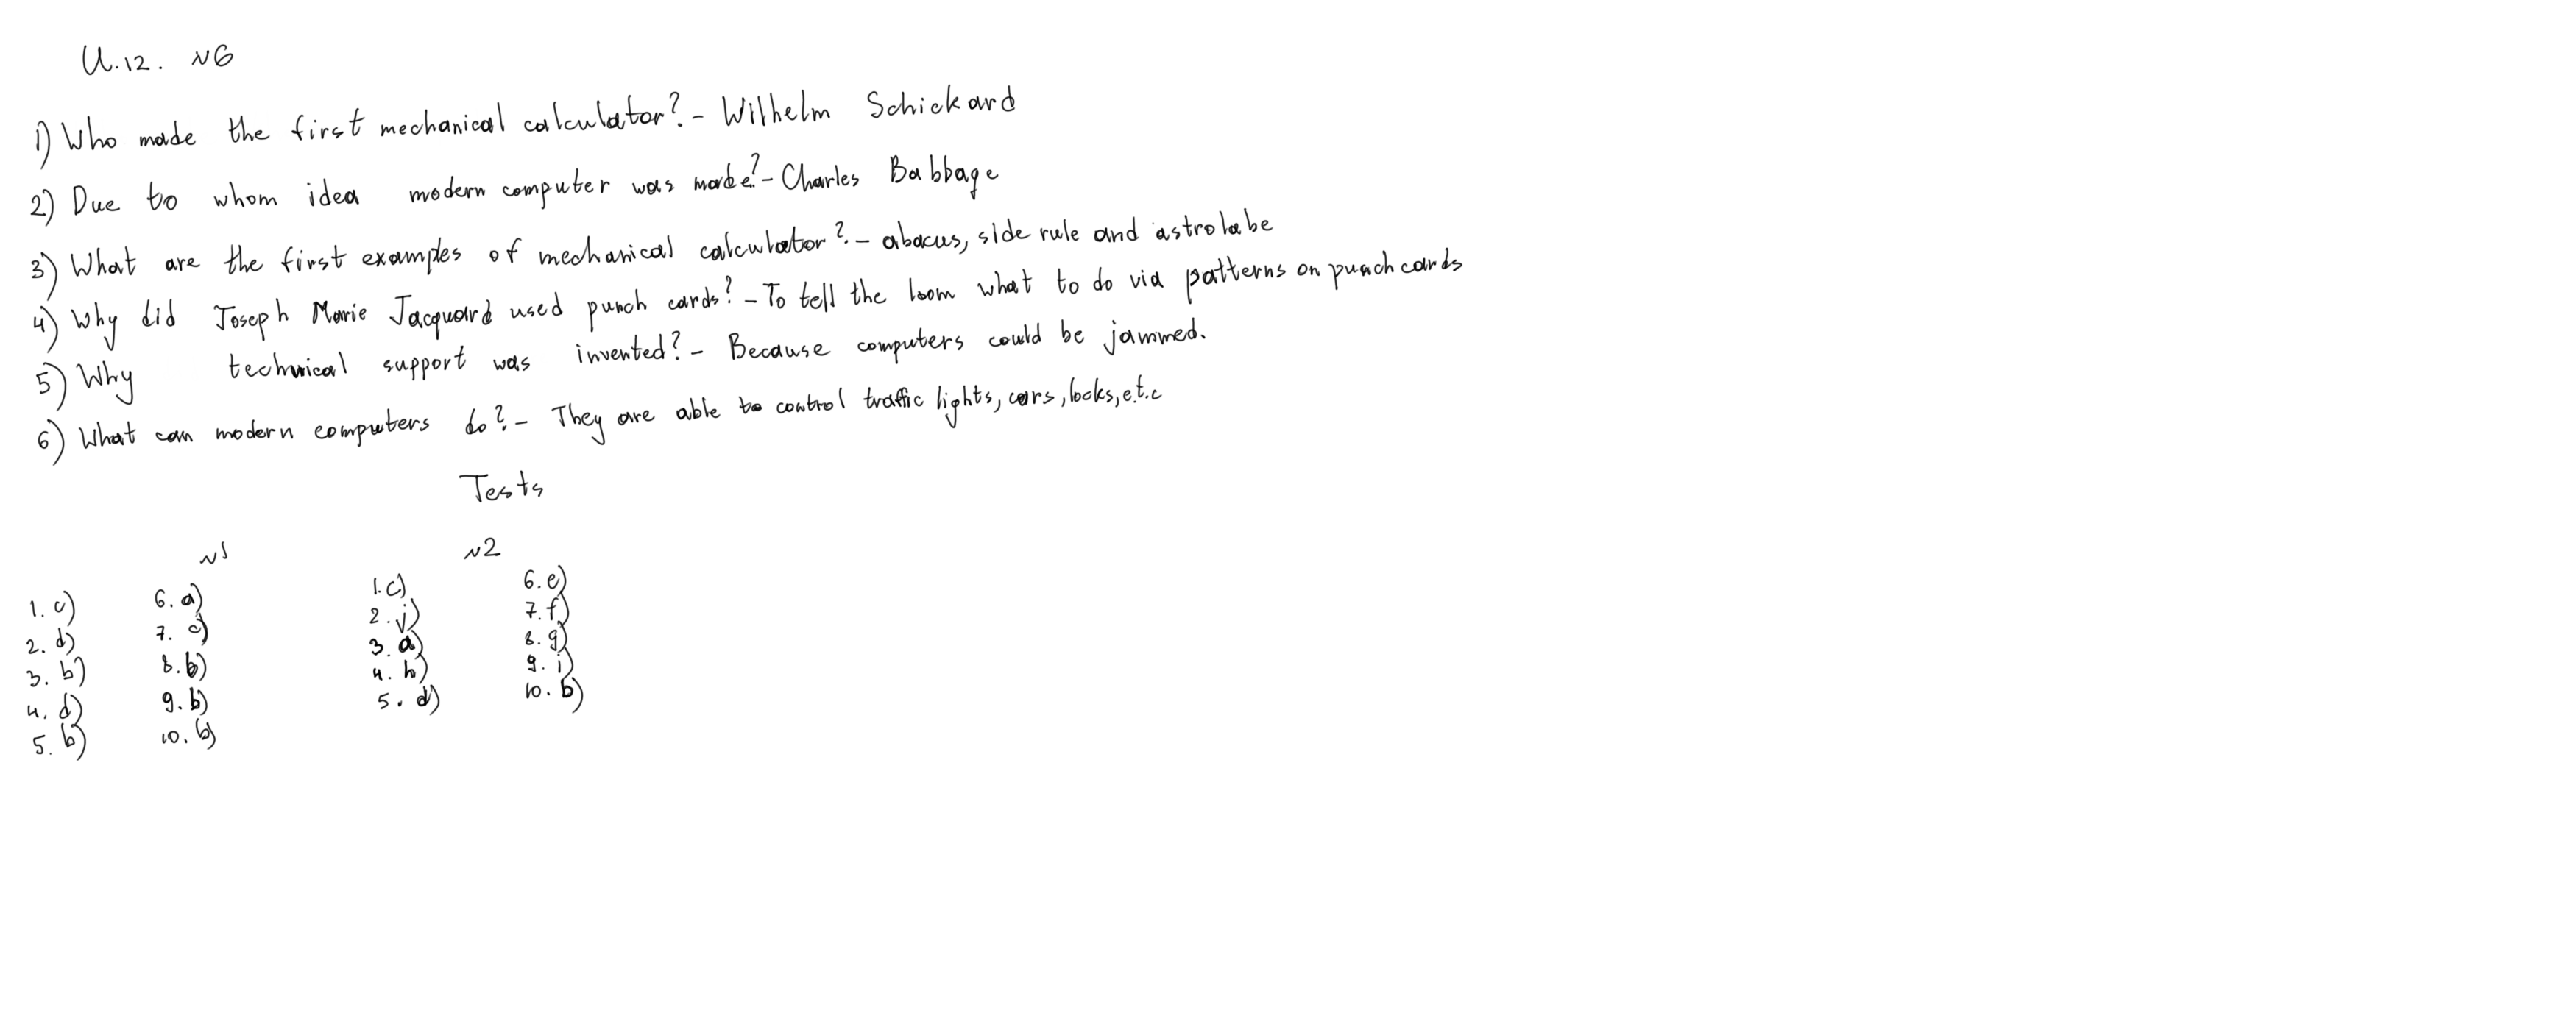 U.12. №6
1) Who made the first mechanical calculator? - Wilhelm Schickard
2) Due to whom idea modern computer was made? - Charles Babbage
3) What are the first examples of mechanical calculator? - abacus, side rule and astrolabe
4) Why did Joseph Marie Jacquard used punch cards? - To tell the loom what to do via patterns on punch cards
5) Why technical support was invented? - Because computers could be jammed.
6) What can modern computers do? - They are able to control traffic lights, cars, locks, e.t.c
Tests
№1
1. c)
2. d)
3. b)
4. d)
5. b)
6. a)
7. c)
8. b)
9. b)
10. b)
№2
1. c)
2. j)
3. a)
4. h)
5. d)
6. e)
7. f)
8. g)
9. i)
10. b)